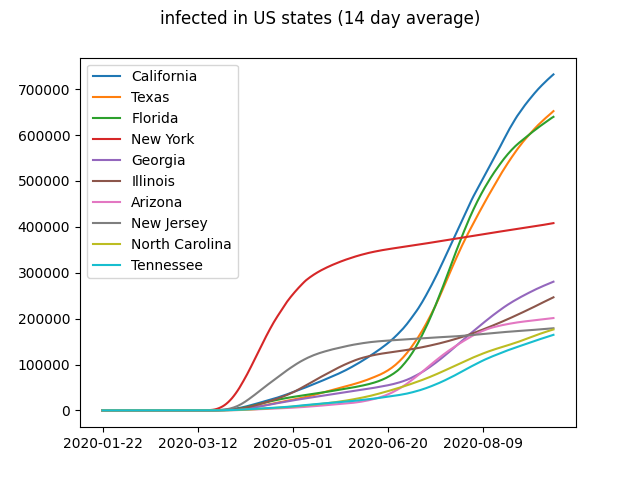 infected in US states (14 day average)
California
Texas
Florida
New York
Georgia
Illinois
Arizona
New Jersey
North Carolina
Tennessee
700000
600000
500000
400000
300000
200000
100000
0
2020-01-22 2020-03-12 2020-05-01 2020-06-20 2020-08-09